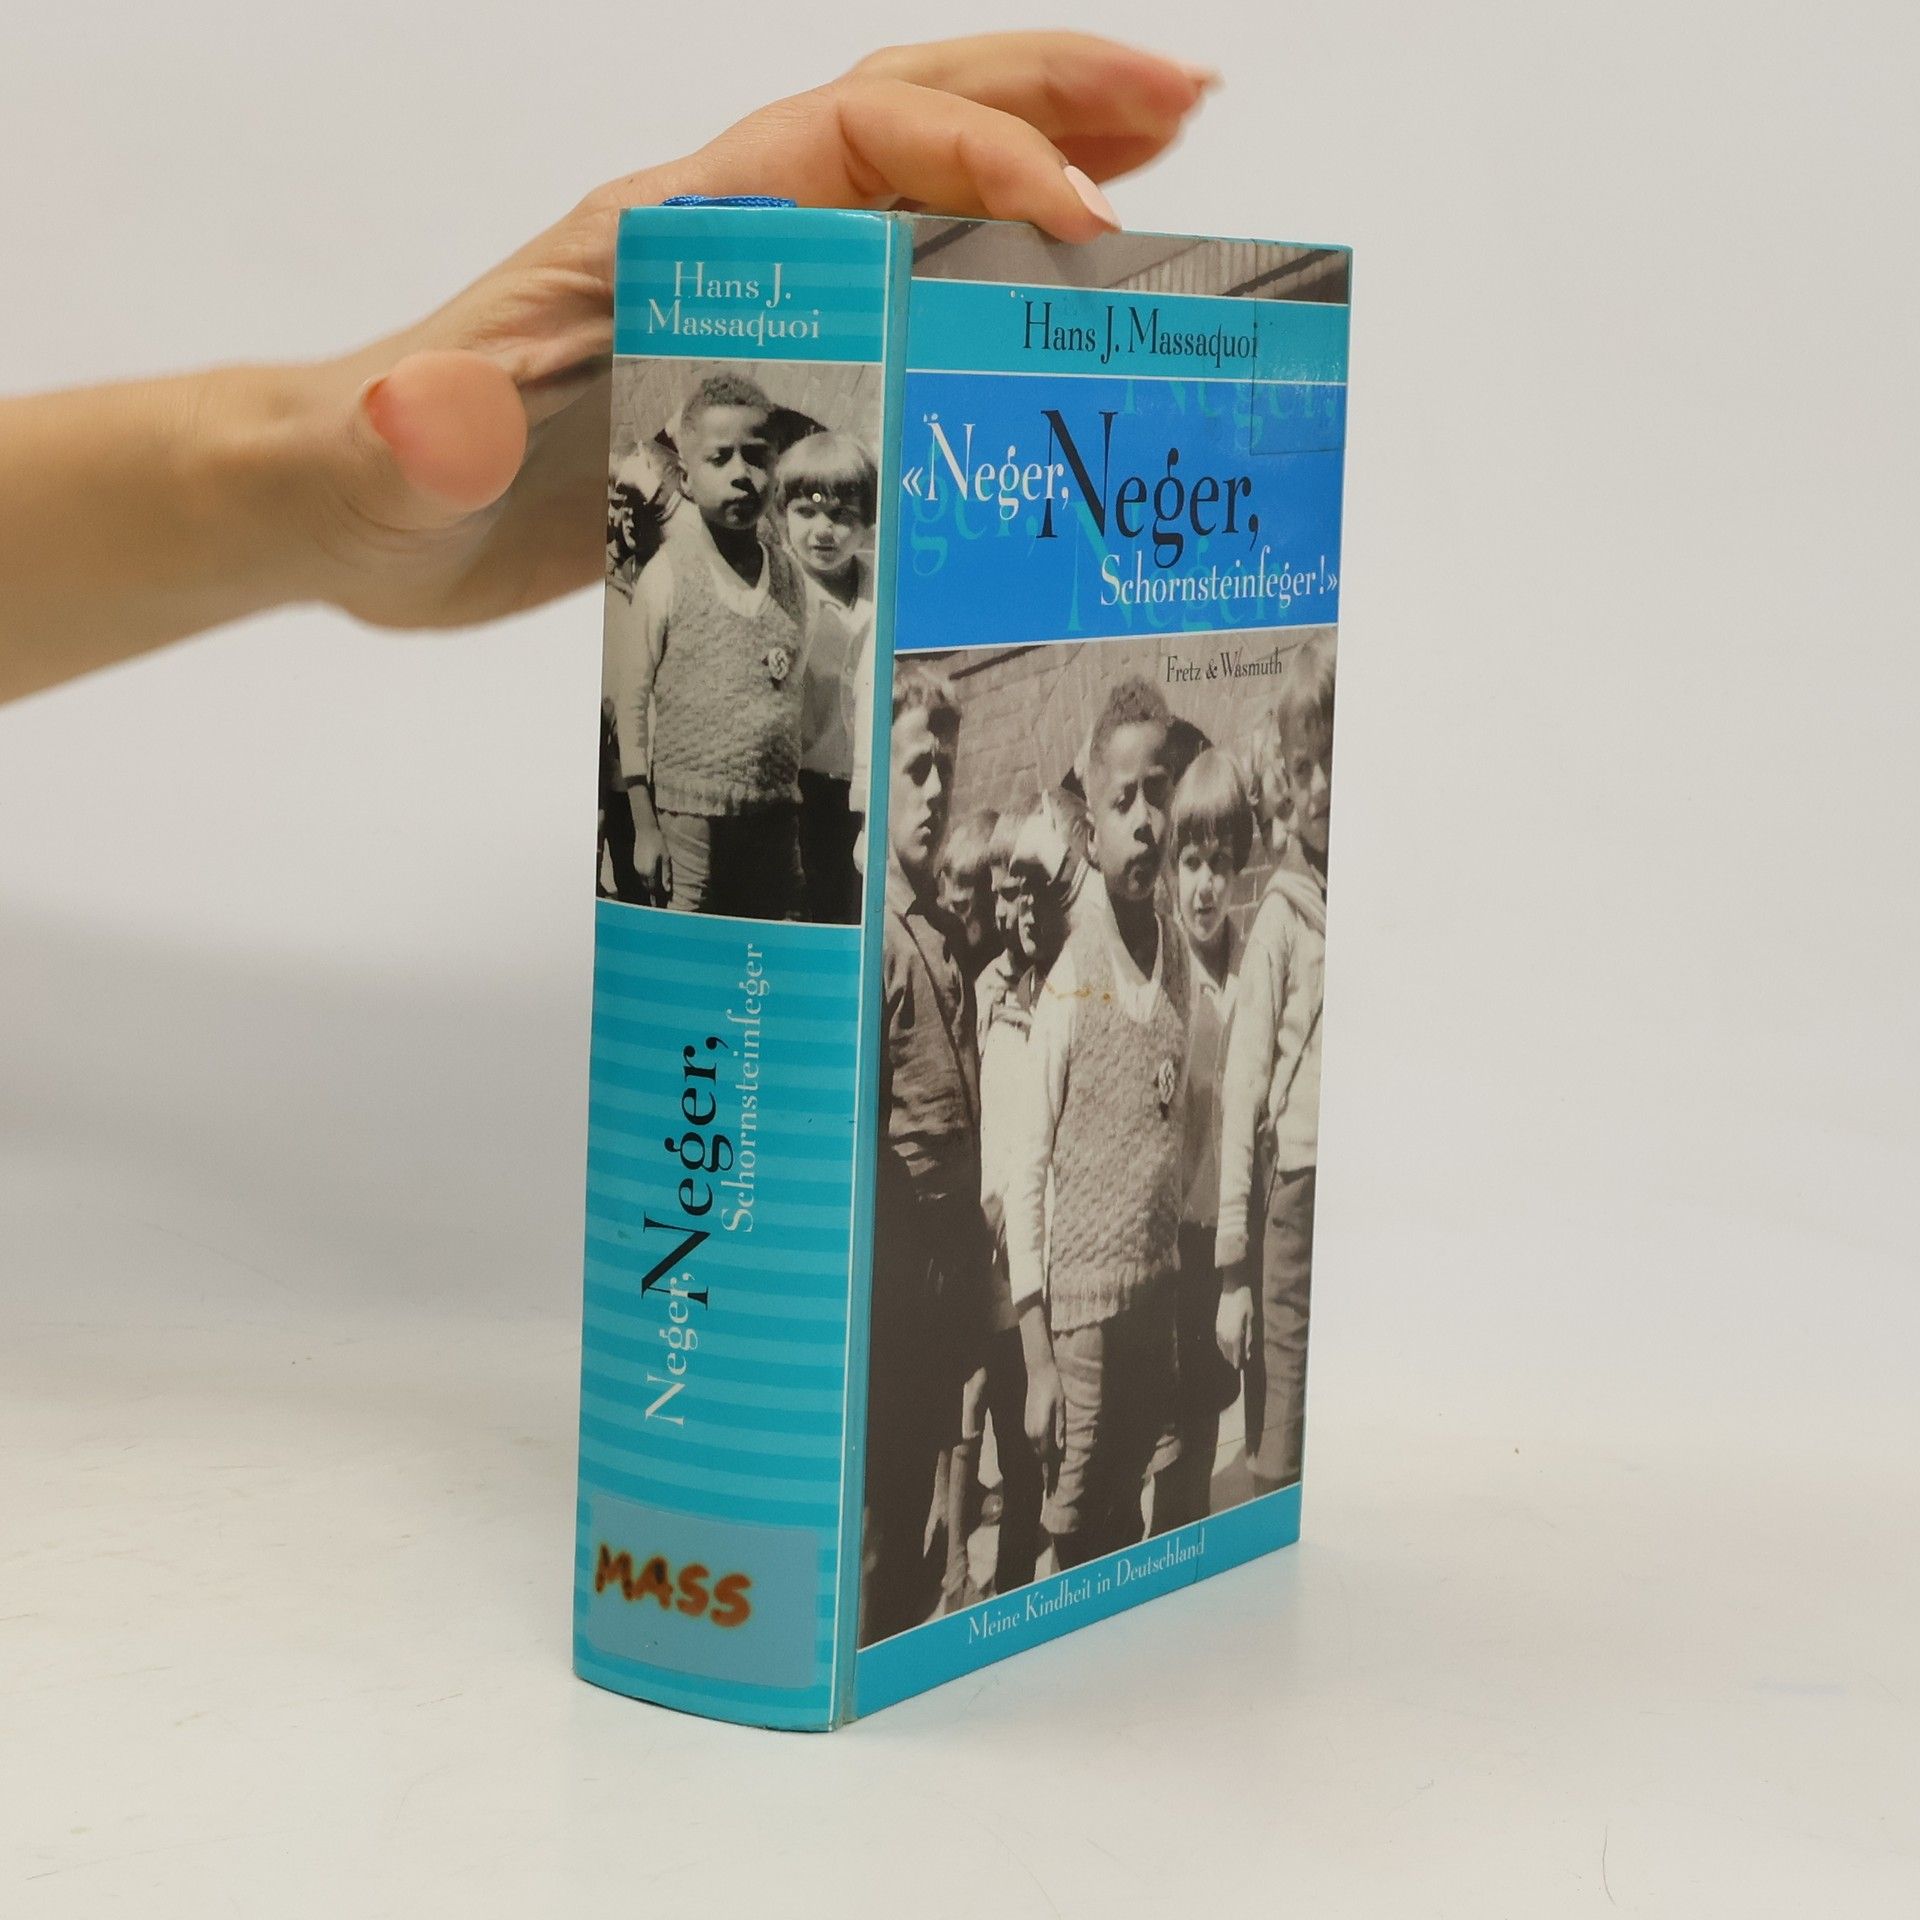 Hans J.
Massaquoi
Neger,
Neger,
Schornsteinfeger
MASS
Hans J. Massaquoi
«Neger, Neger,
Schornsteinfeger!»
Fretz & Wasmuth
Meine Kindheit in Deutschland